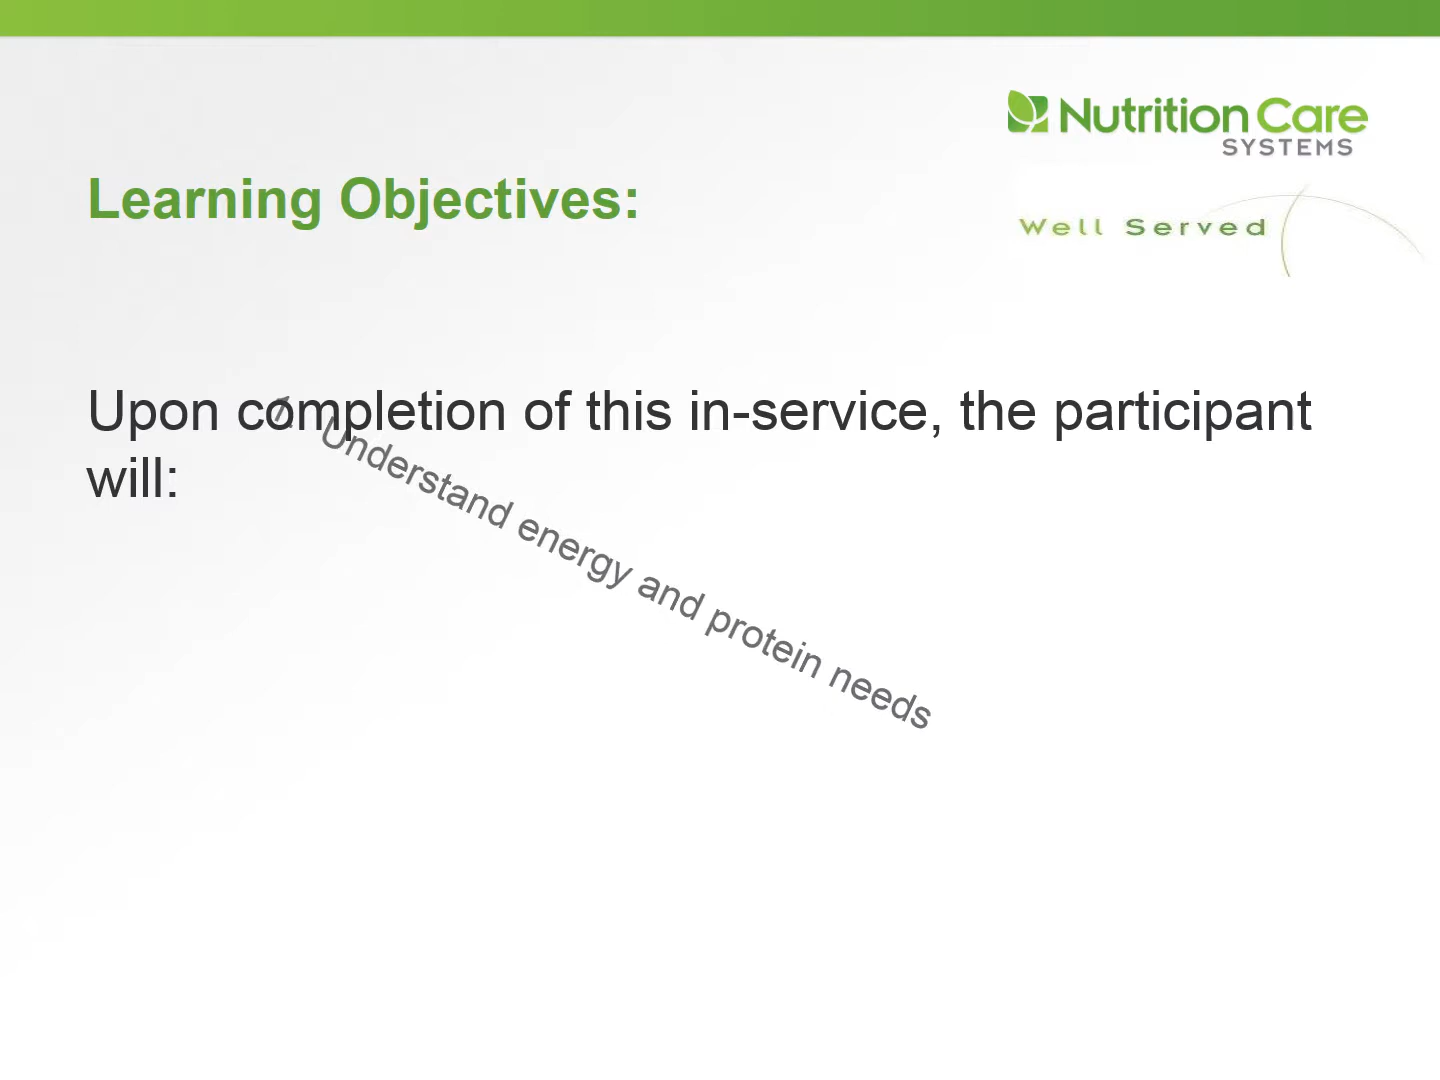 Nutrition Care
SYSTEMS
Learning Objectives:
Well Served
Upon completion of this in-service, the participant
will:
Understand energy and protein needs